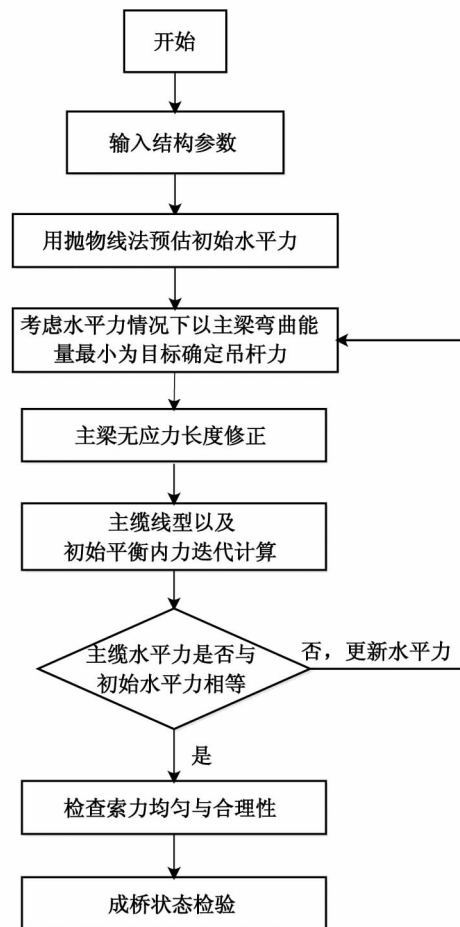 开始
输入结构参数
用抛物线法预估初始水平力
考虑水平力情况下以主梁弯曲能
量最小为目标确定吊杆力
主梁无应力长度修正
主缆线型以及
初始平衡内力迭代计算
主缆水平力是否与
初始水平力相等
否，更新水平力
是
检查索力均匀与合理性
成桥状态检验